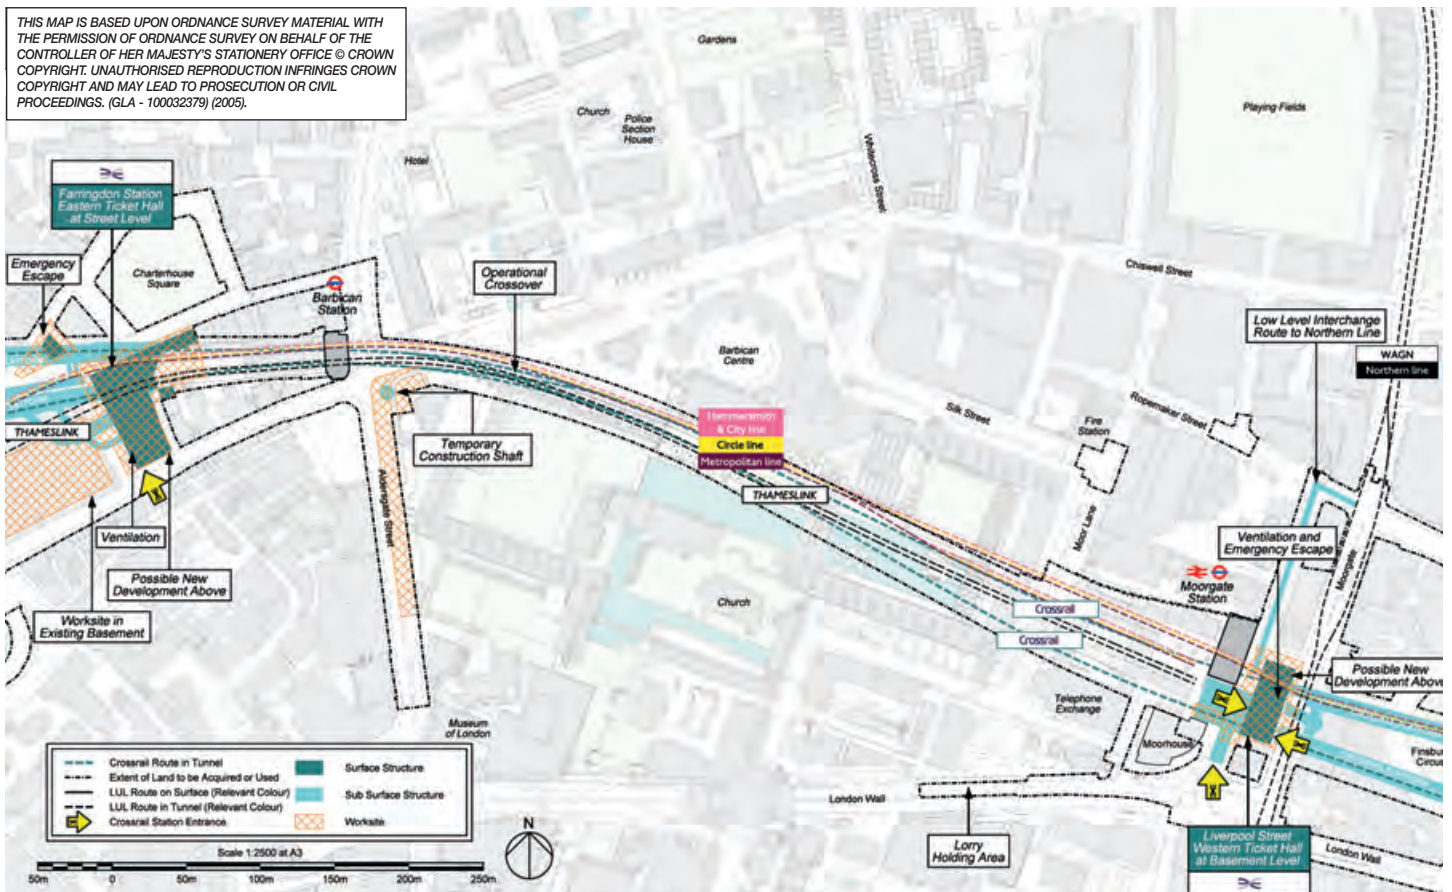 THIS MAP IS BASED UPON ORDNANCE SURVEY MATERIAL WITH
THE PERMISSION OF ORDNANCE SURVEY ON BEHALF OF THE
CONTROLLER OF HER MAJESTY'S STATIONERY OFFICE © CROWN
COPYRIGHT. UNAUTHORISED REPRODUCTION INFRINGES CROWN
COPYRIGHT AND MAY LEAD TO PROSECUTION OR CIVIL
PROCEEDINGS. (GLA - 100032379) (2005).
Gardens
Church
Police
Section
House
Playing Fields
Hotel
Whitecross Street
Farringdon Station
Eastern Ticket Hall
at Street Level
Emergency
Escape
Charterhouse
Square
Barbican
Station
Operational
Crossover
Chiswell Street
Low Level Interchange
Route to Northern Line
WAGN
Northern line
Barbican
Centre
Silk Street
Ropemaker Street
Fire
Station
THAMESLINK
Temporary
Construction Shaft
Hammersmith
& City line
Circle line
Metropolitan line
THAMESLINK
Aldersgate Street
Moor Lane
Ventilation
Ventilation and
Emergency Escape
Moorgate
Possible New
Development Above
Moorgate
Station
Worksite in
Existing Basement
Church
Crossrail
Crossrail
Possible New
Development Above
Telephone
Exchange
Museum
of London
Moorhouse
Finsbu
Circus
Crossrail Route in Tunnel
Extent of Land to be Acquired or Used
LUL Route on Surface (Relevant Colour)
LUL Route in Tunnel (Relevant Colour)
Crossrail Station Entrance
Surface Structure
Sub Surface Structure
Worksite
London Wall
N
Lorry
Holding Area
Liverpool Street
Western Ticket Hall
at Basement Level
London Wall
Scale 1:2500 at A3
50m 0 50m 100m 150m 200m 250m